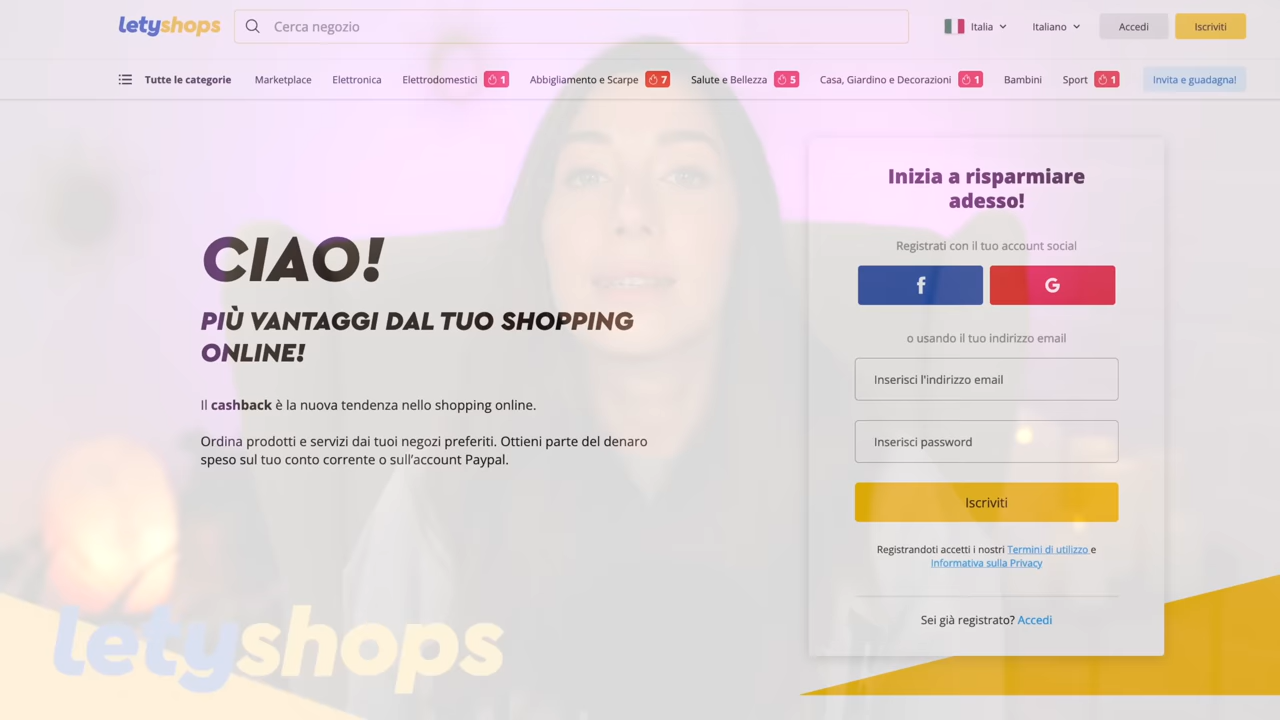 letyshops
Cerca negozio
Italia
Italiano
Accedi
Iscriviti
Tutte le categorie
Marketplace
Elettronica
Elettrodomestici 1
Abbigliamento e Scarpe 7
Salute e Bellezza 5
Casa, Giardino e Decorazioni 1
Bambini
Sport 1
Invita e guadagna!
CIAO!
PIÙ VANTAGGI DAL TUO SHOPPING
ONLINE!
Il cashback è la nuova tendenza nello shopping online.
Ordina prodotti e servizi dai tuoi negozi preferiti. Ottieni parte del denaro
speso sul tuo conto corrente o sull'account Paypal.
Inizia a risparmiare
adesso!
Registrati con il tuo account social
f
G
o usando il tuo indirizzo email
Inserisci l'indirizzo email
Inserisci password
Iscriviti
Registrandoti accetti i nostri Termini di utilizzo e
Informativa sulla Privacy
Sei già registrato? Accedi
letyshops